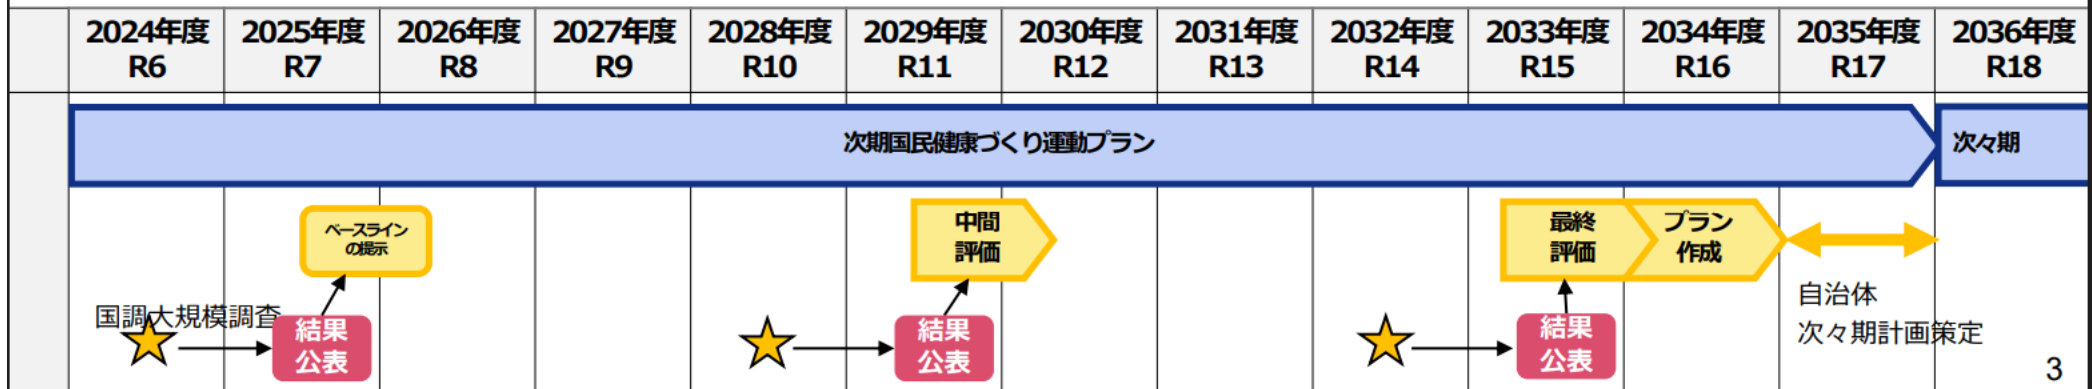 2024年度 2025年度 2026年度 2027年度 2028年度 2029年度 2030年度 2031年度 2032年度 2033年度 2034年度 2035年度 2036年度
R6 R7 R8 R9 R10 R11 R12 R13 R14 R15 R16 R17 R18
次期国民健康づくり運動プラン 次々期
ベースライン
の提示
中間
評価
最終
評価
プラン
作成
自治体
次々期計画策定
国調大規模調査
結果
公表
結果
公表
結果
公表
3